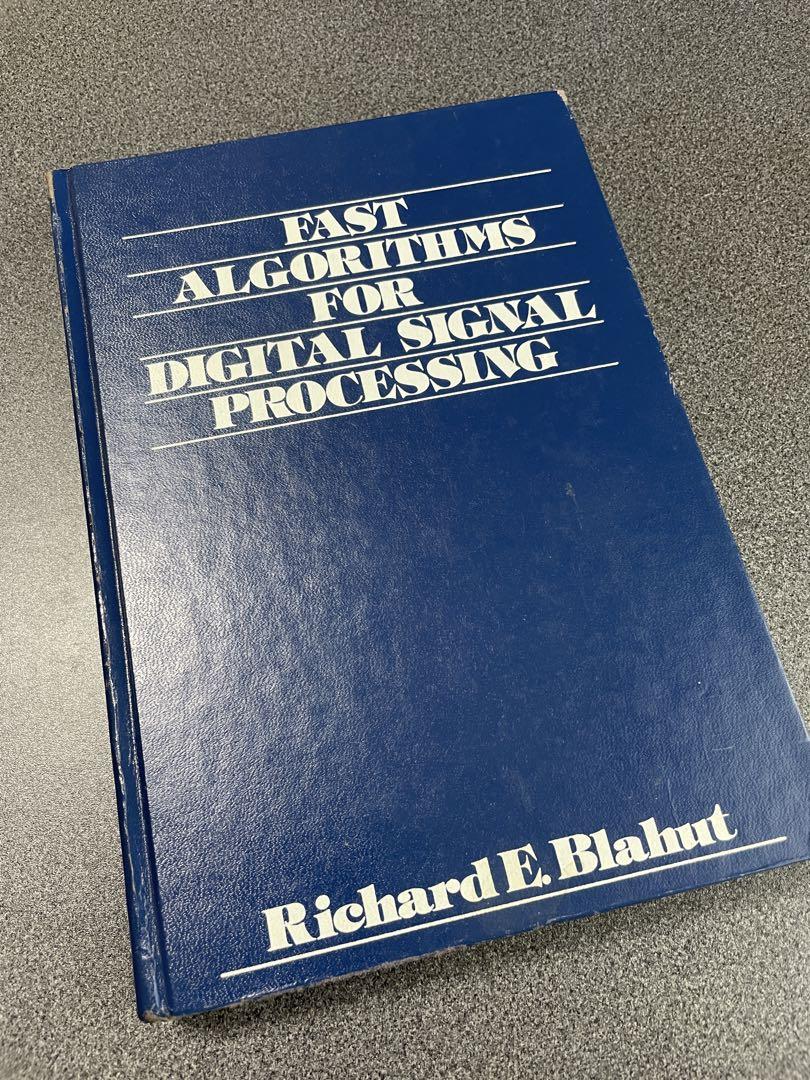 FAST
ALGORITHMS
FOR
DIGITAL SIGNAL
PROCESSING
Richard E. Blahut